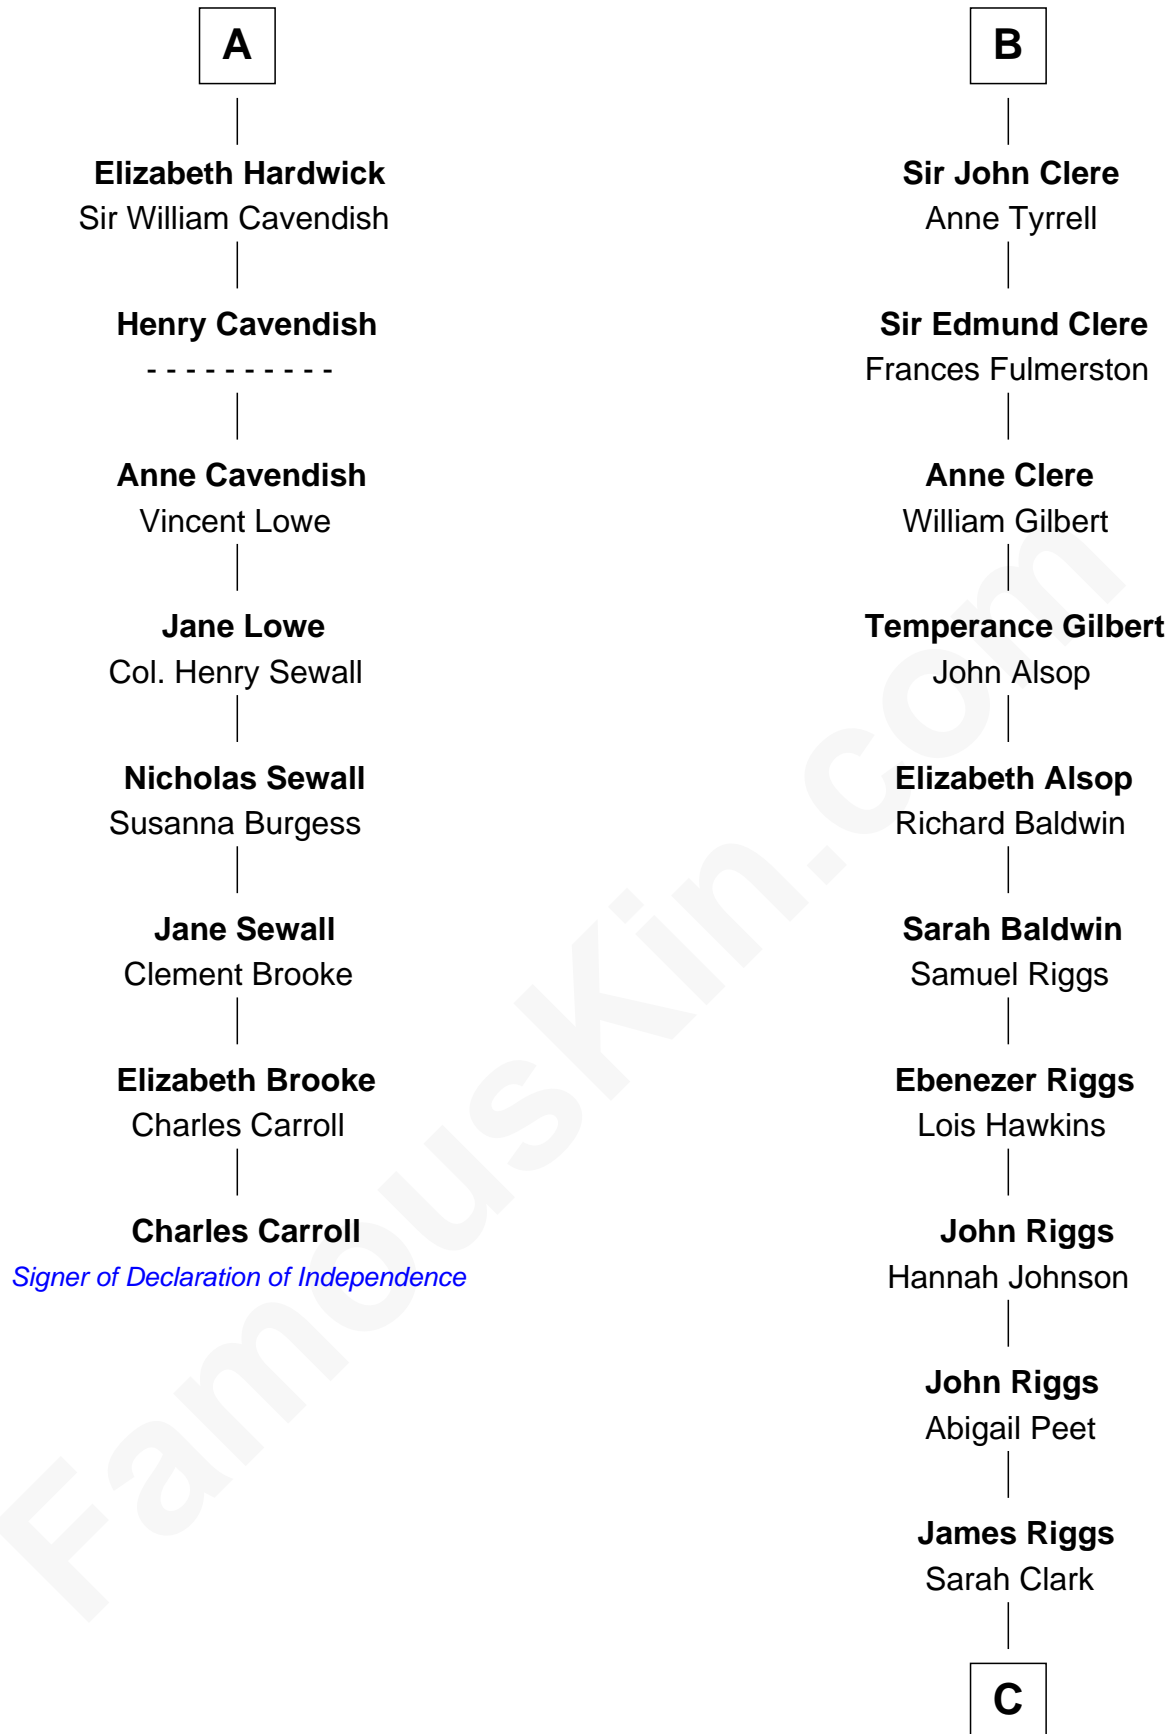 A
Elizabeth Hardwick
Sir William Cavendish
Henry Cavendish
- - - - - - - - - -
Anne Cavendish
Vincent Lowe
Jane Lowe
Col. Henry Sewall
Nicholas Sewall
Susanna Burgess
Jane Sewall
Clement Brooke
Elizabeth Brooke
Charles Carroll
Charles Carroll
Signer of Declaration of Independence
B
Sir John Clere
Anne Tyrrell
Sir Edmund Clere
Frances Fulmerston
Anne Clere
William Gilbert
Temperance Gilbert
John Alsop
Elizabeth Alsop
Richard Baldwin
Sarah Baldwin
Samuel Riggs
Ebenezer Riggs
Lois Hawkins
John Riggs
Hannah Johnson
John Riggs
Abigail Peet
James Riggs
Sarah Clark
C
FamousKin.com